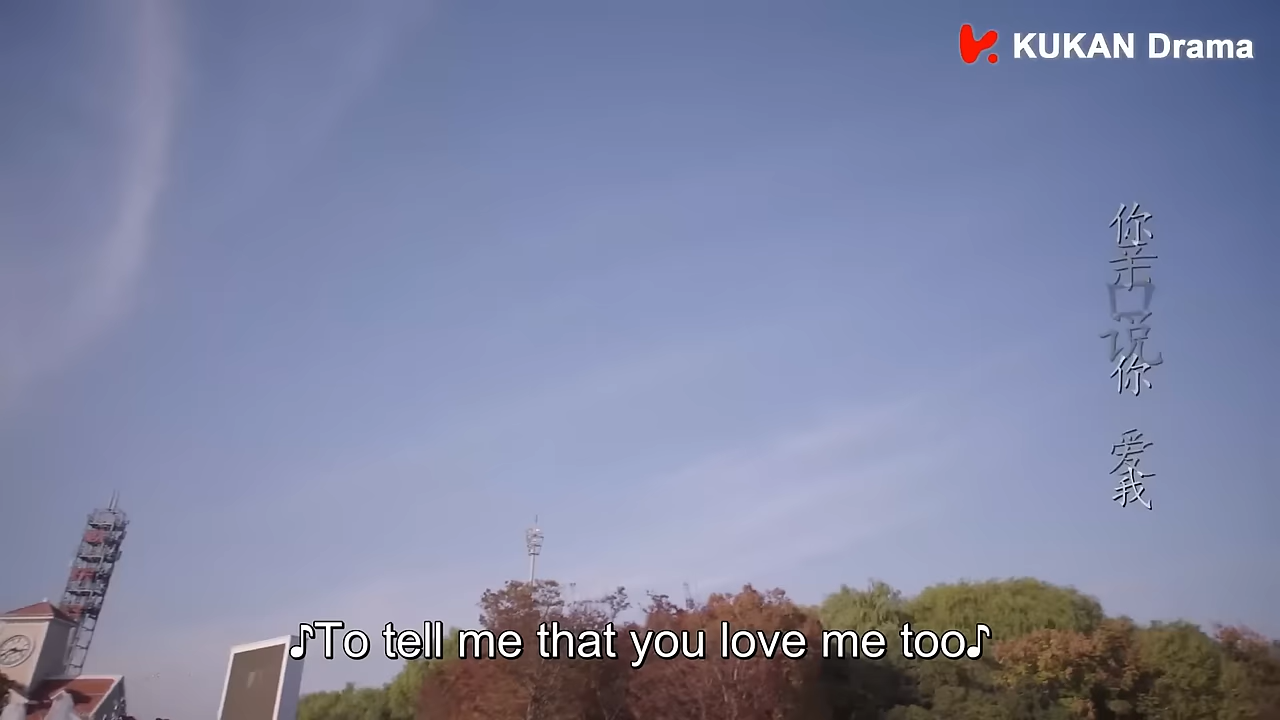 KUKAN Drama
你亲口说你 爱我
♪To tell me that you love me too♪